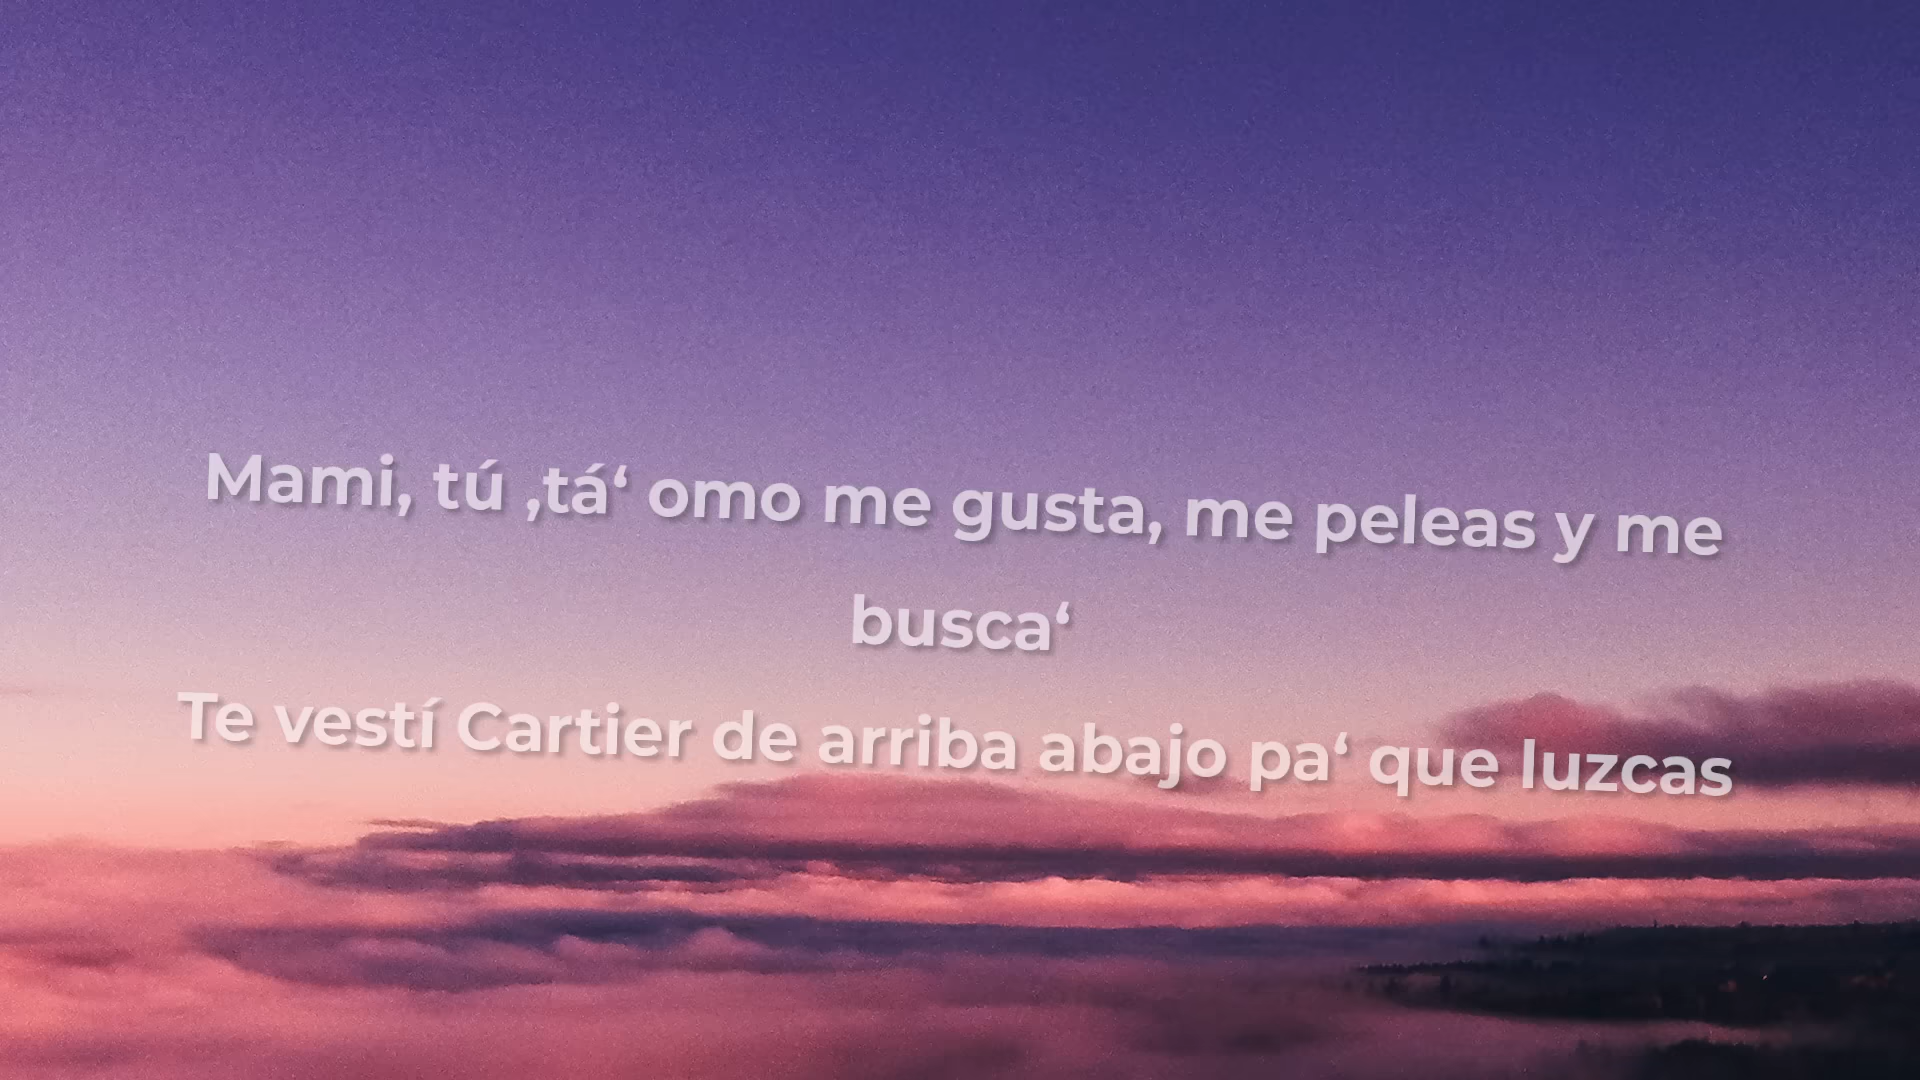 Mami, tú ‚tá‘ omo me gusta, me peleas y me
busca‘
Te vestí Cartier de arriba abajo pa‘ que luzcas